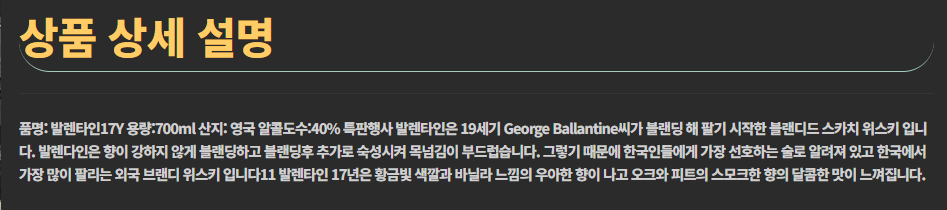 상품 상세 설명
품명: 발렌타인17Y 용량:700ml 산지: 영국 알콜도수:40% 특판행사 발렌타인은 19세기 George Ballantine씨가 블랜딩 해 팔기 시작한 블랜디드 스카치 위스키 입니
다. 발렌다인은 향이 강하지 않게 블랜딩하고 블랜딩후 추가로 숙성시켜 목넘김이 부드럽습니다. 그렇기 때문에 한국인들에게 가장 선호하는 술로 알려져 있고 한국에서
가장 많이 팔리는 외국 브랜디 위스키 입니다11 발렌타인 17년은 황금빛 색깔과 바닐라 느낌의 우아한 향이 나고 오크와 피트의 스모크한 향의 달콤한 맛이 느껴집니다.